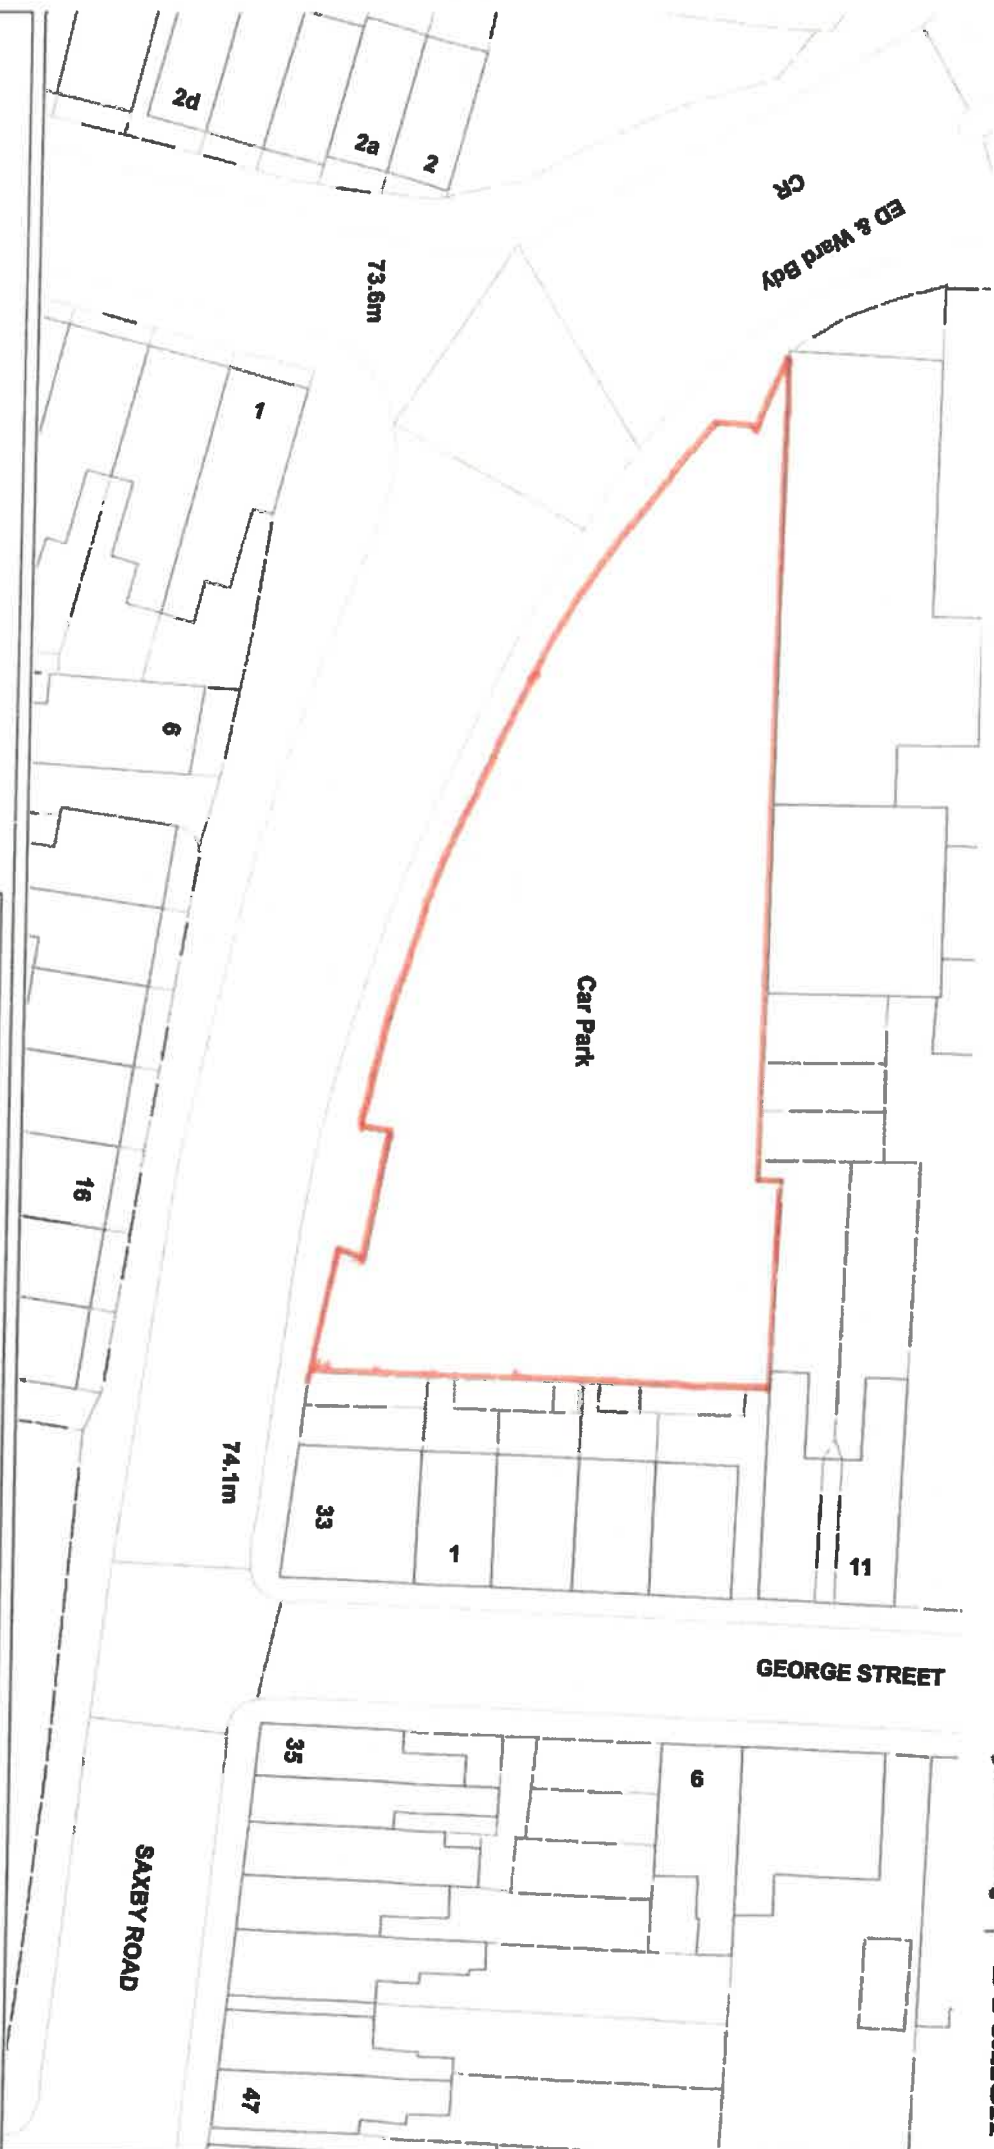 2d
2a
2
CR
ED & Ward Bdy
73.6m
1
6
Car Park
16
74.1m
33
1
11
GEORGE STREET
35
9
SAXBY ROAD
47